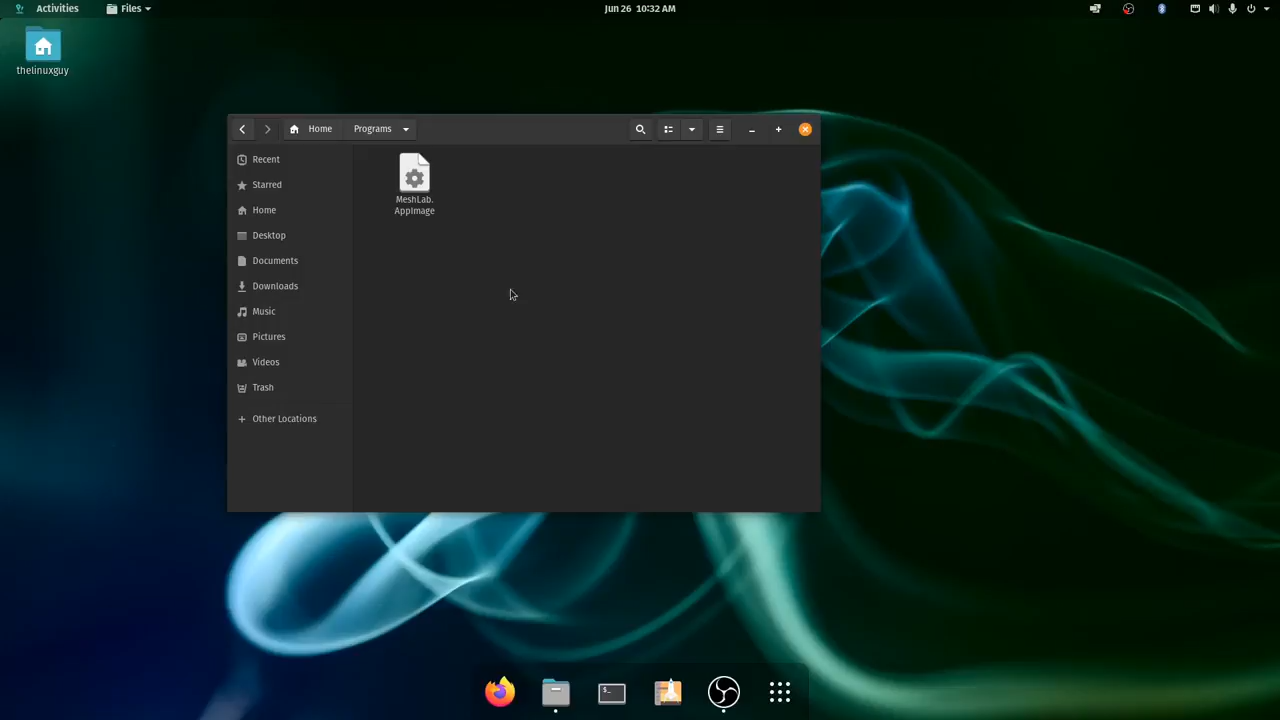 Activities
Files
Jun 26 10:32 AM
thelinuxguy
Home
Programs
Recent
Starred
Home
Desktop
Documents
Downloads
Music
Pictures
Videos
Trash
+ Other Locations
MeshLab.
AppImage
$_